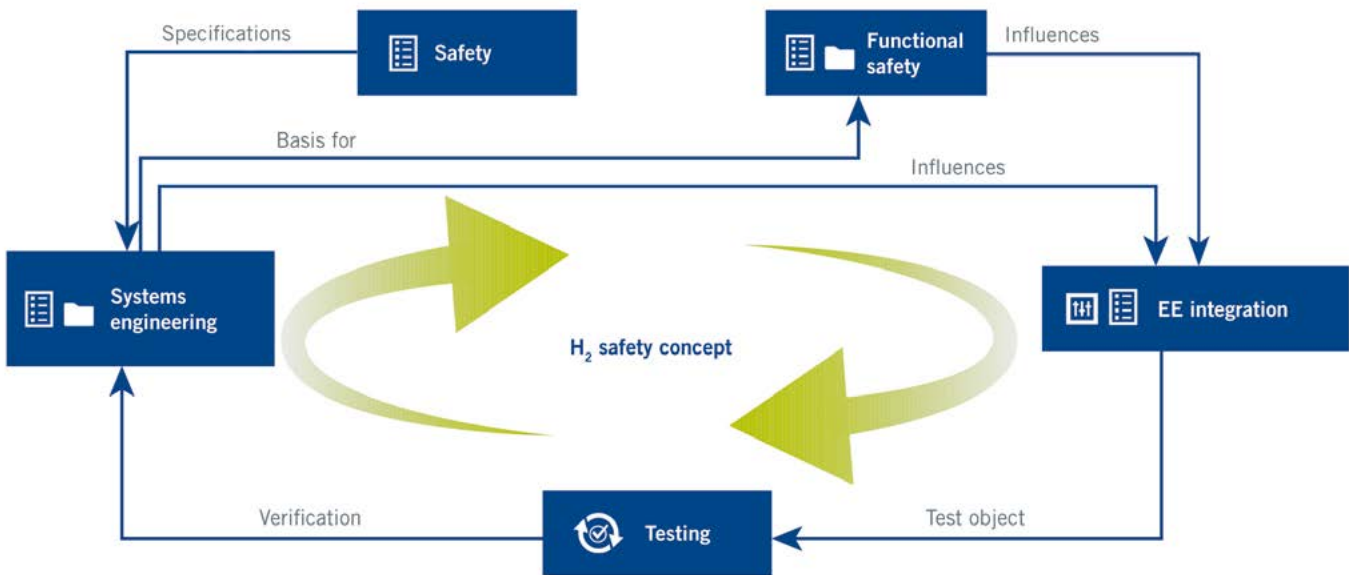 Specifications
Safety
Functional
safety
Influences
Basis for
Influences
Systems
engineering
EE integration
H₂ safety concept
Verification
Testing
Test object